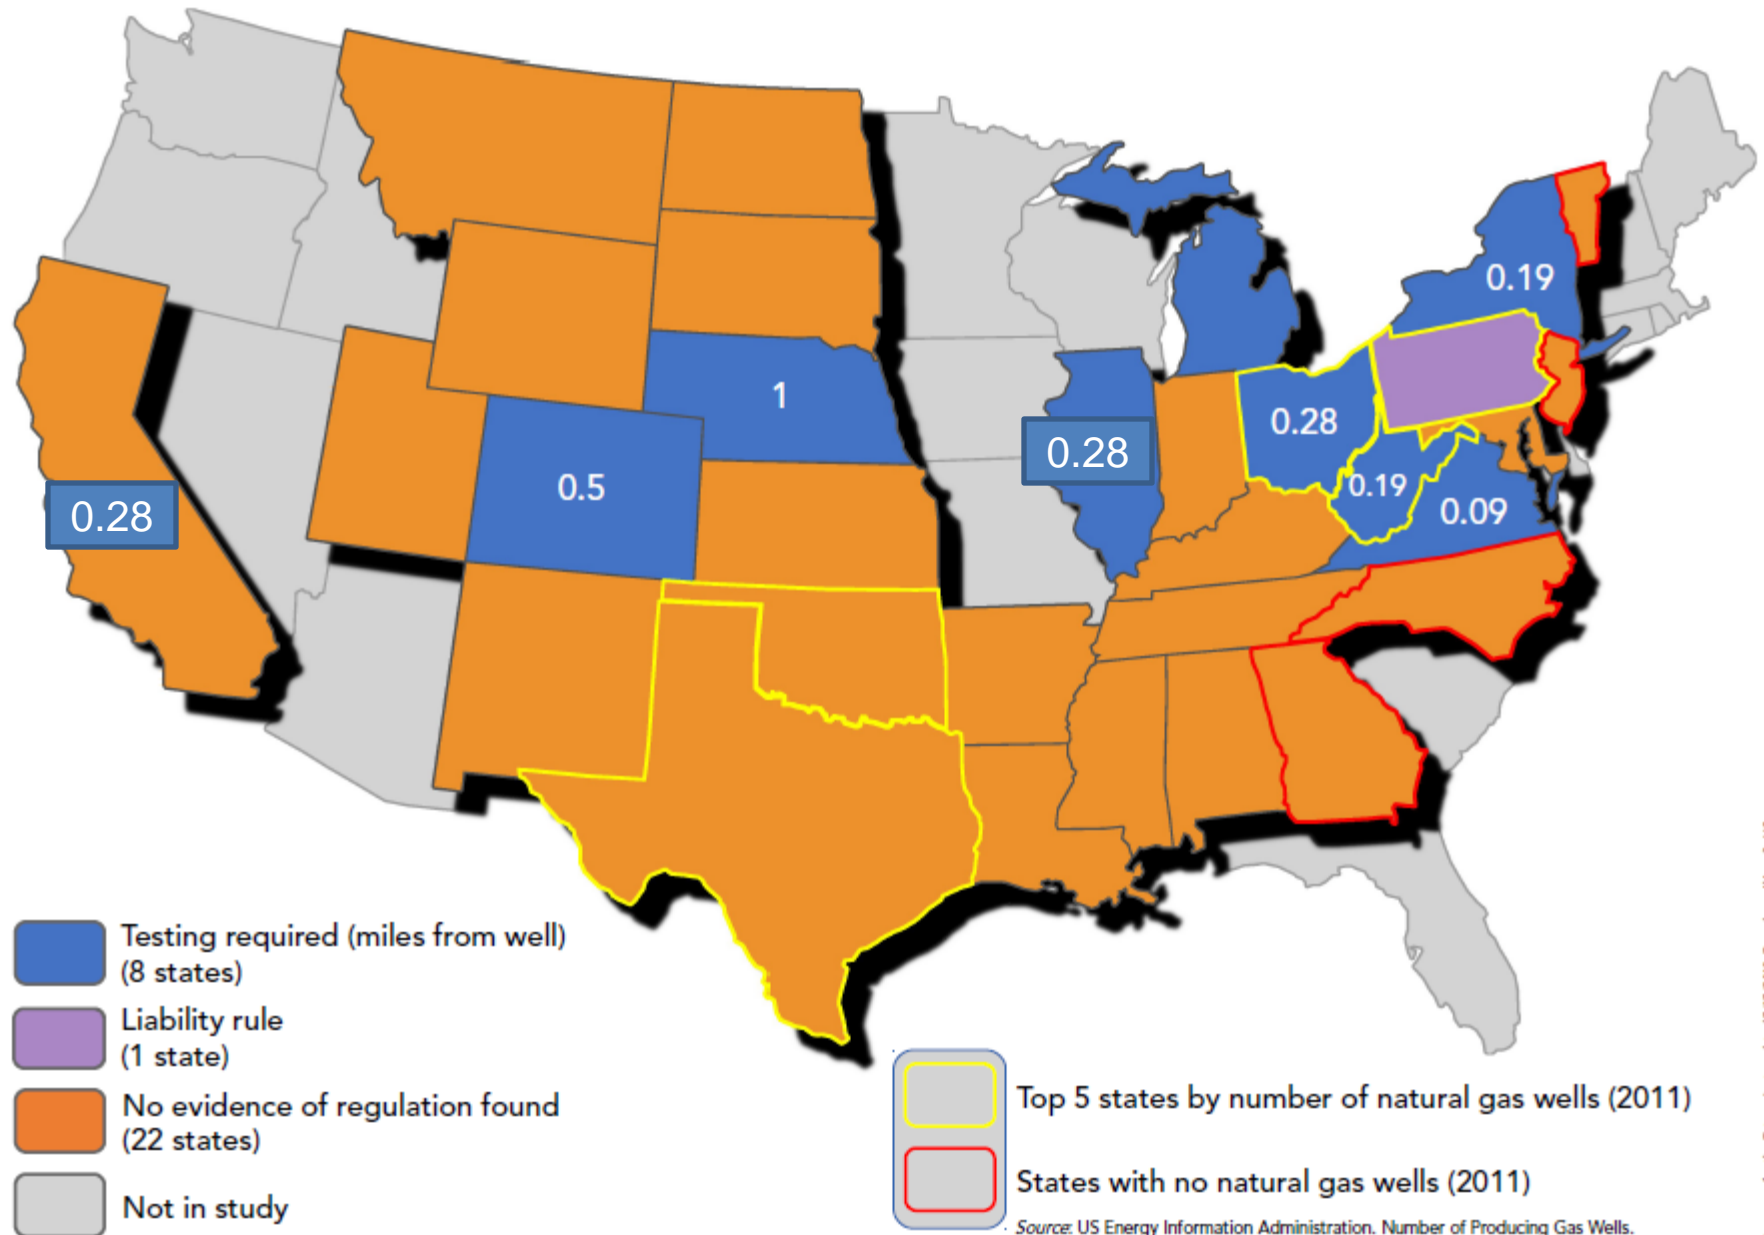 0.19
1
0.28
0.28
0.5
0.19
0.28
0.09
Testing required (miles from well)
(8 states)
Liability rule
(1 state)
No evidence of regulation found
(22 states)
Not in study
Top 5 states by number of natural gas wells (2011)
States with no natural gas wells (2011)
Source: US Energy Information Administration. Number of Producing Gas Wells.